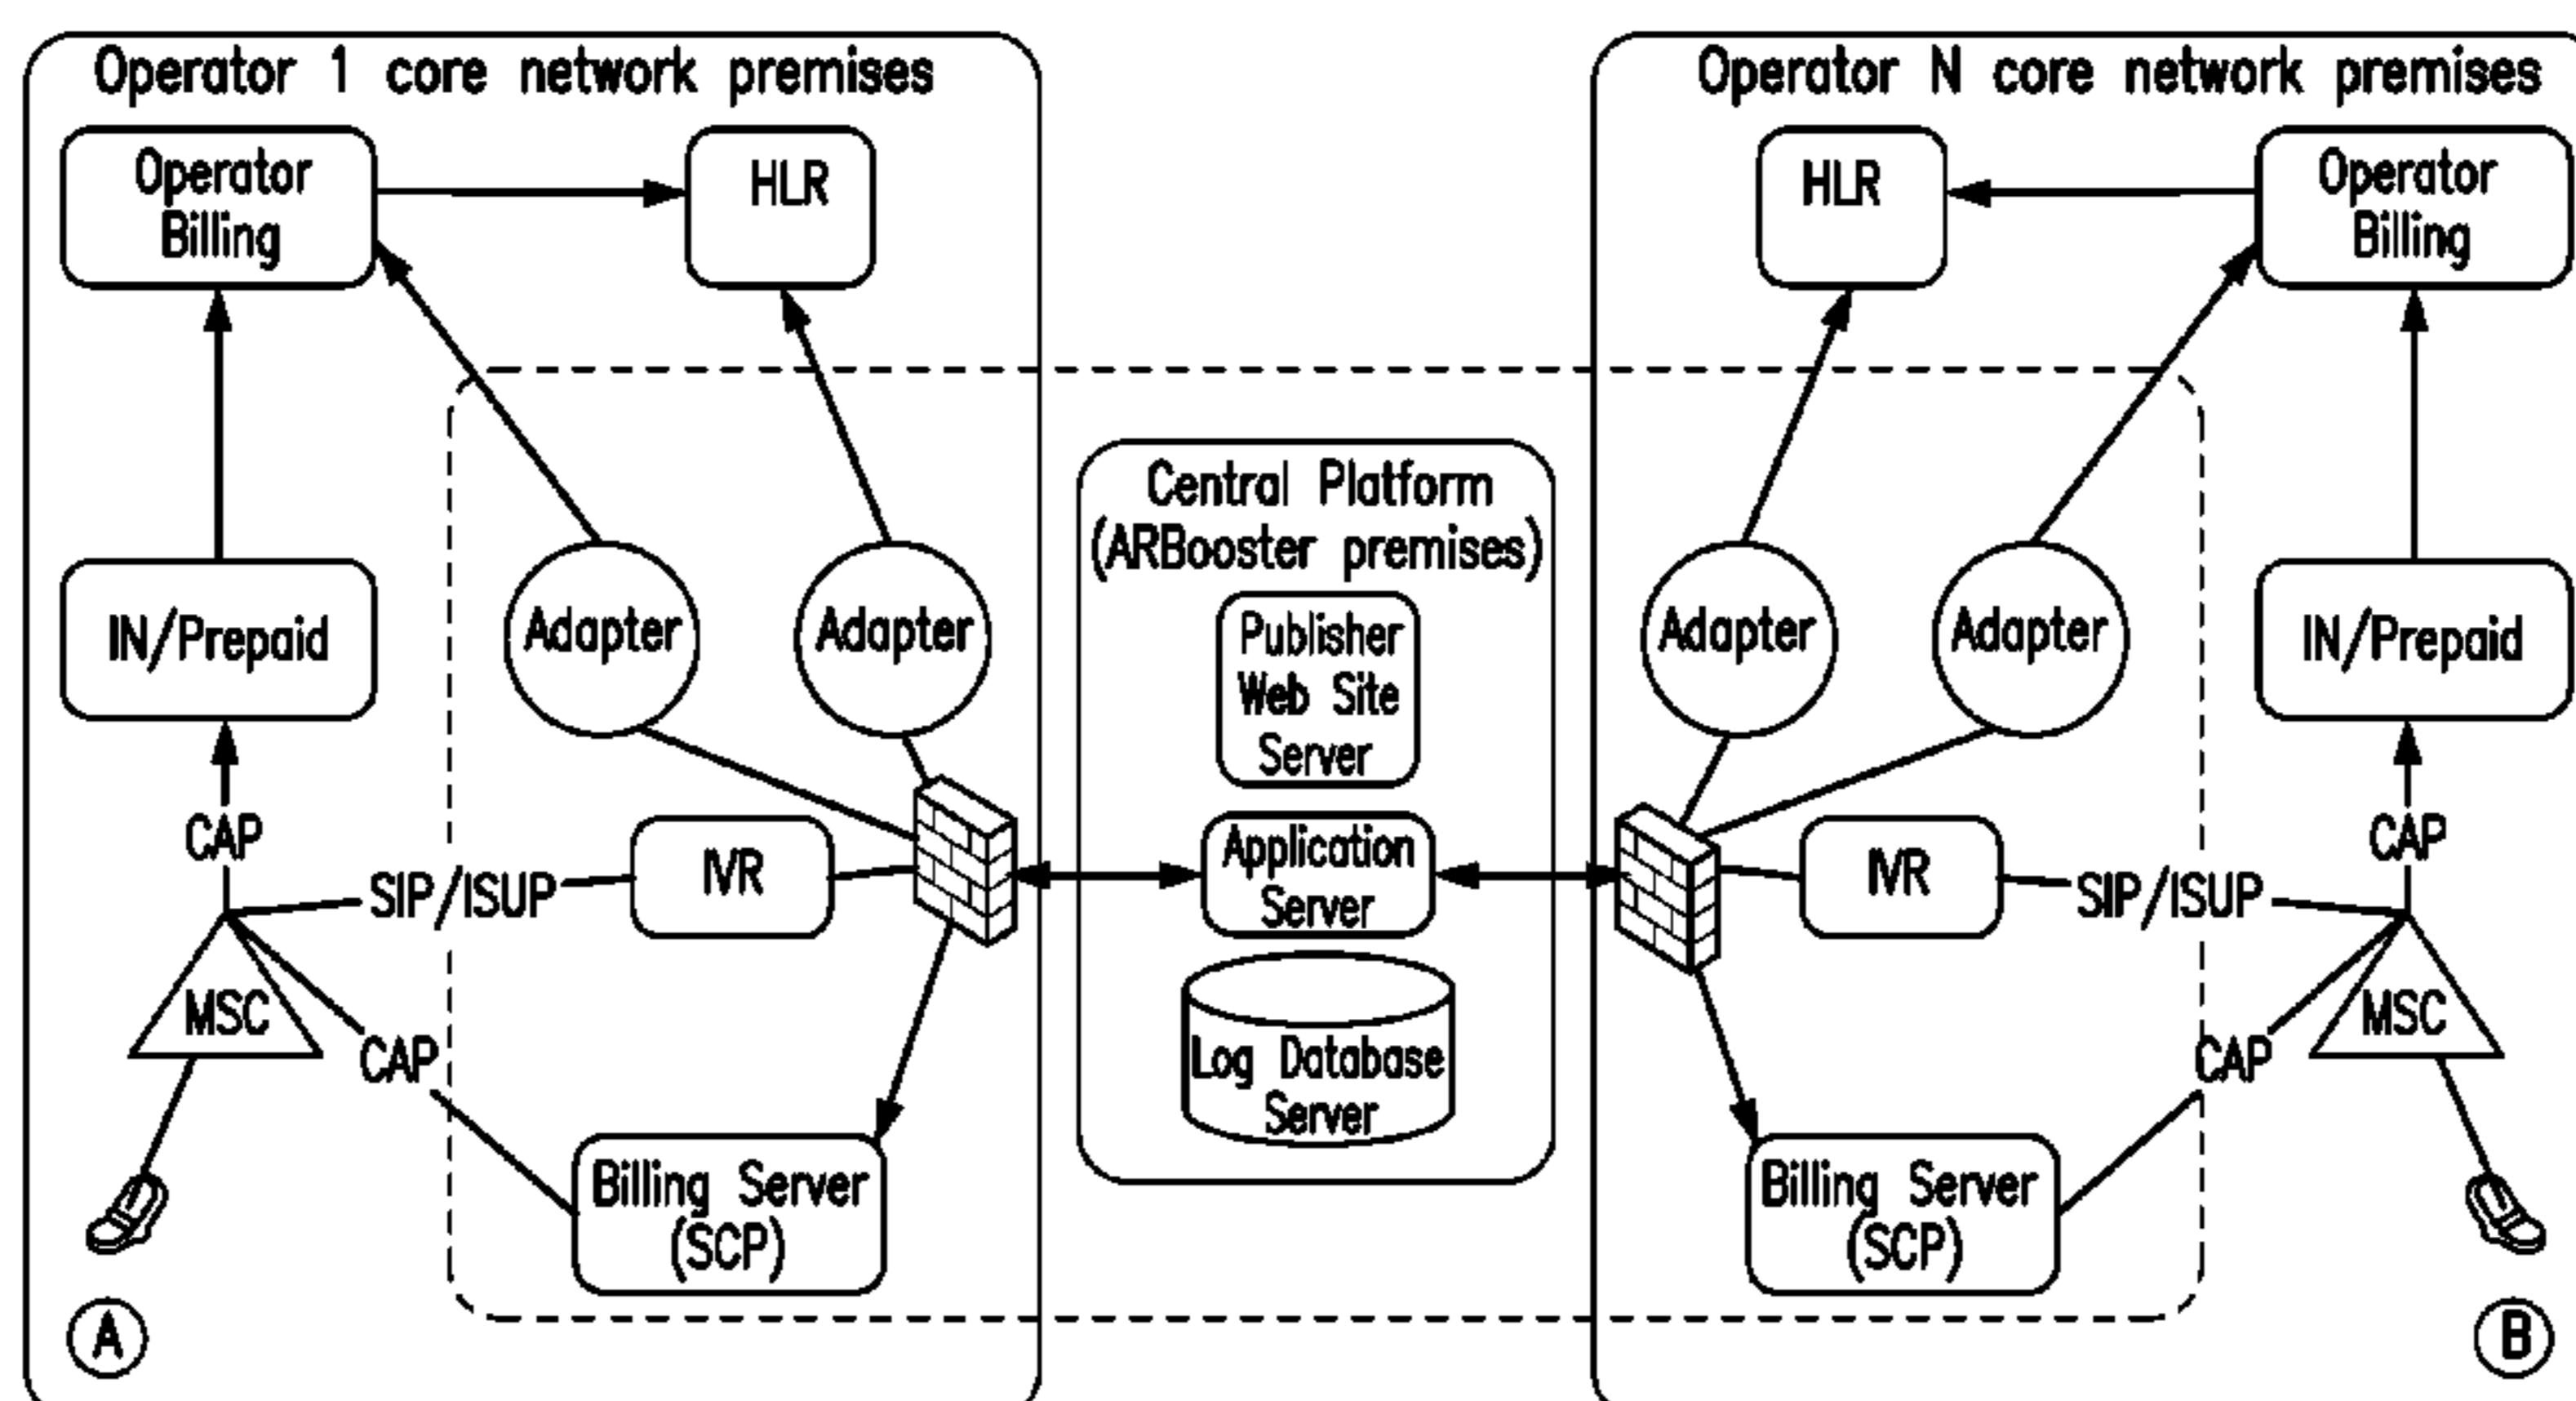 Operator 1 core network premises
Operator
Billing
HLR
Adapter
Adapter
IN/Prepaid
CAP
SIP/ISUP
IVR
MSC
CAP
Billing Server
(SCP)
A
Central Platform
(ARBooster premises)
Publisher
Web Site
Server
Application
Server
Log Database
Server
Operator N core network premises
HLR
Operator
Billing
Adapter
Adapter
IN/Prepaid
CAP
IVR
SIP/ISUP
MSC
CAP
Billing Server
(SCP)
B